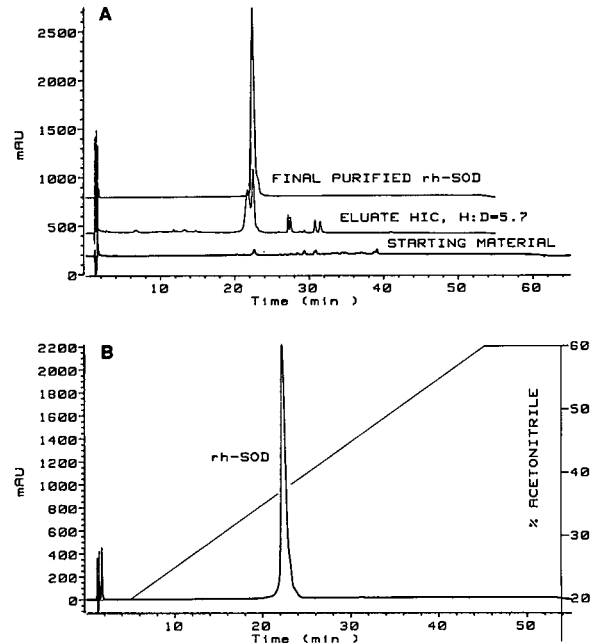 A
2500
2000
1500
1000
500
0
mAU
FINAL PURIFIED rh-SOD
ELUATE HIC, H:D=5.7
STARTING MATERIAL
10 20 30 40 50 60
Time (min )
B
2200
2000
1800
1600
1400
1200
1000
800
600
400
200
0
mAU
rh-SOD
60
50
40
30
20
% ACETONITRILE
10 20 30 40 50
Time (min )